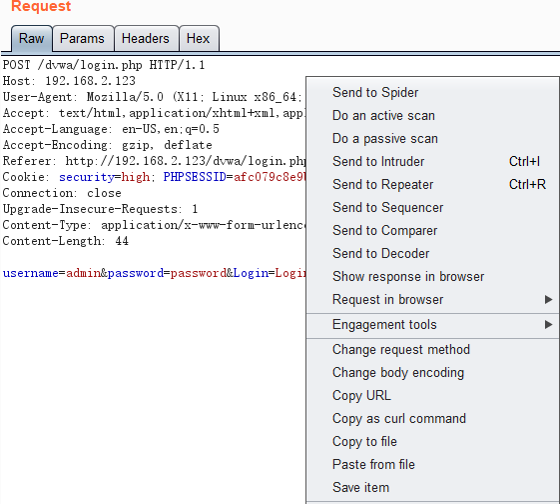 Request
Raw Params Headers Hex
POST /dvwa/login.php HTTP/1.1
Host: 192.168.2.123
User-Agent: Mozilla/5.0 (X11; Linux x86_64;
Accept: text/html,application/xhtml+xml,appl
Accept-Language: en-US,en;q=0.5
Accept-Encoding: gzip, deflate
Referer: http://192.168.2.123/dvwa/login.php
Cookie: security=high; PHPSESSID=afc079c8e9
Connection: close
Upgrade-Insecure-Requests: 1
Content-Type: application/x-www-form-urlenco
Content-Length: 44
username=admin&password=password&Login=Login
Send to Spider
Do an active scan
Do a passive scan
Send to Intruder Ctrl+I
Send to Repeater Ctrl+R
Send to Sequencer
Send to Comparer
Send to Decoder
Show response in browser
Request in browser
Engagement tools
Change request method
Change body encoding
Copy URL
Copy as curl command
Copy to file
Paste from file
Save item